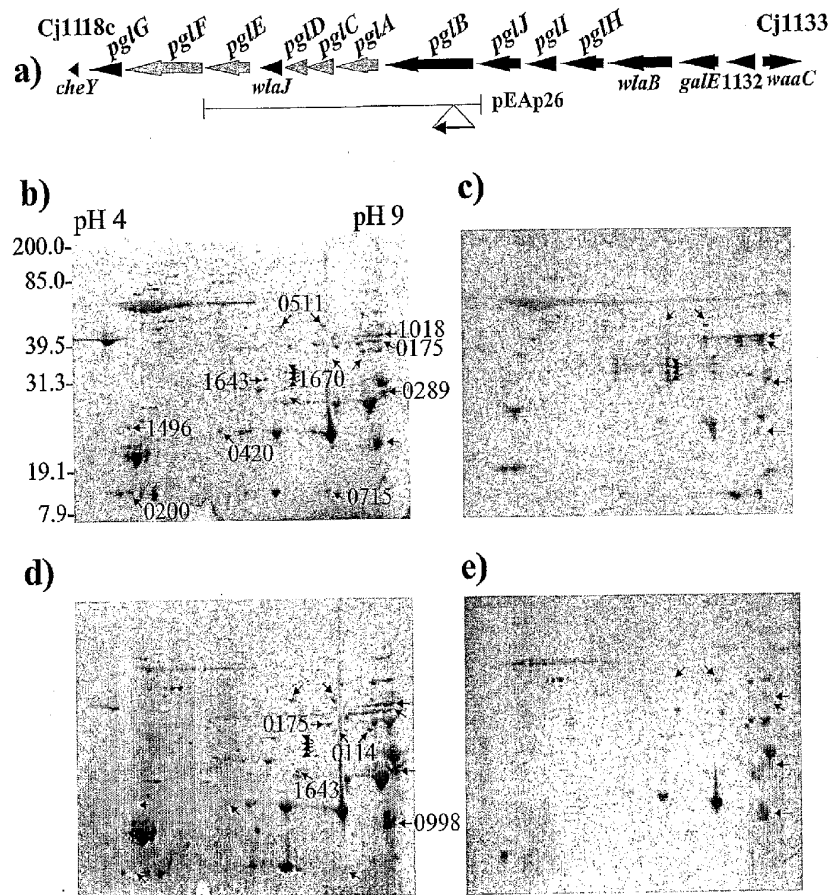 Cj1118c pglG pglF pglE pglD pglC pglA pglB pglJ pglI pglH Cj1133
a)
cheY wlaJ wlaB galE 1132 waaC
pEAp26
b) c)
pH 4 pH 9
200.0-
85.0-
0511
1018
39.5-
0175
1643 1670
31.3-
0289
1496
0420
19.1-
0715
7.9-
0200
d) e)
0175 0114
1643
0998